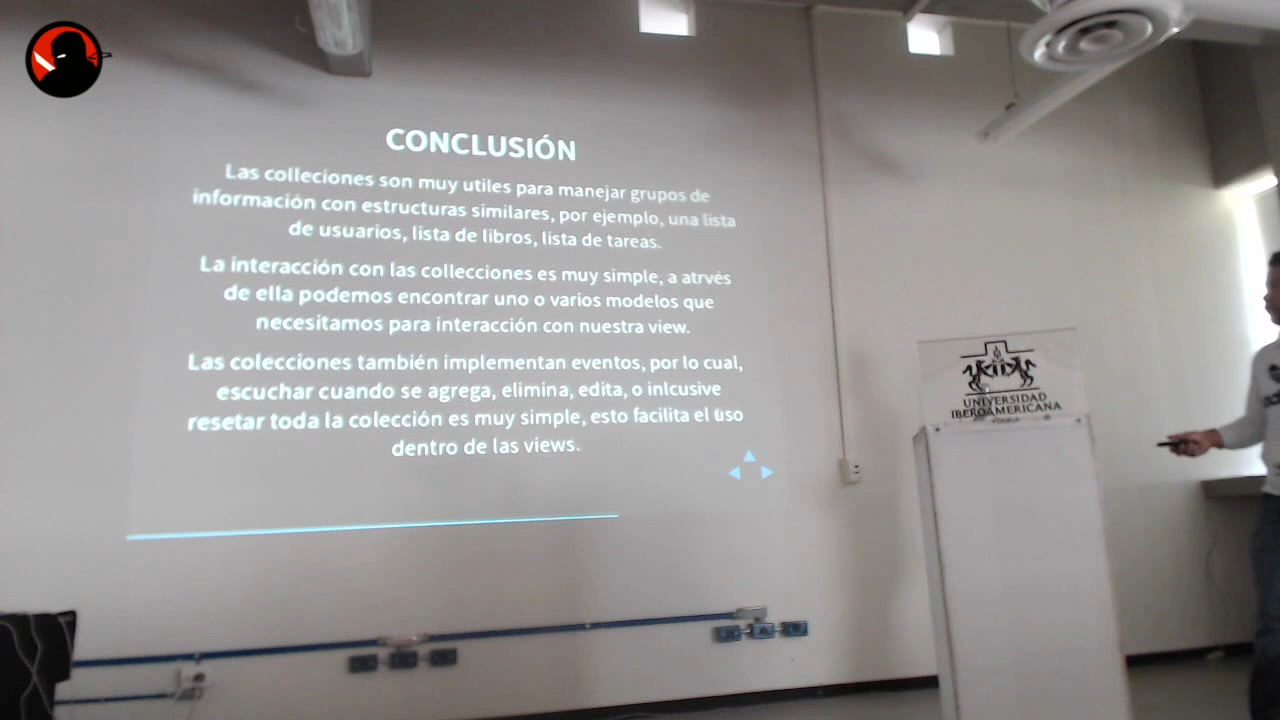 CONCLUSIÓN
Las colleciones son muy utiles para manejar grupos de
información con estructuras similares, por ejemplo, una lista
de usuarios, lista de libros, lista de tareas.
La interacción con las collecciones es muy simple, a atrvés
de ella podemos encontrar uno o varios modelos que
necesitamos para interacción con nuestra view.
Las colecciones también implementan eventos, por lo cual,
escuchar cuando se agrega, elimina, edita, o inlcusive
resetar toda la colección es muy simple, esto facilita el uso
dentro de las views.
UNIVERSIDAD
IBEROAMERICANA